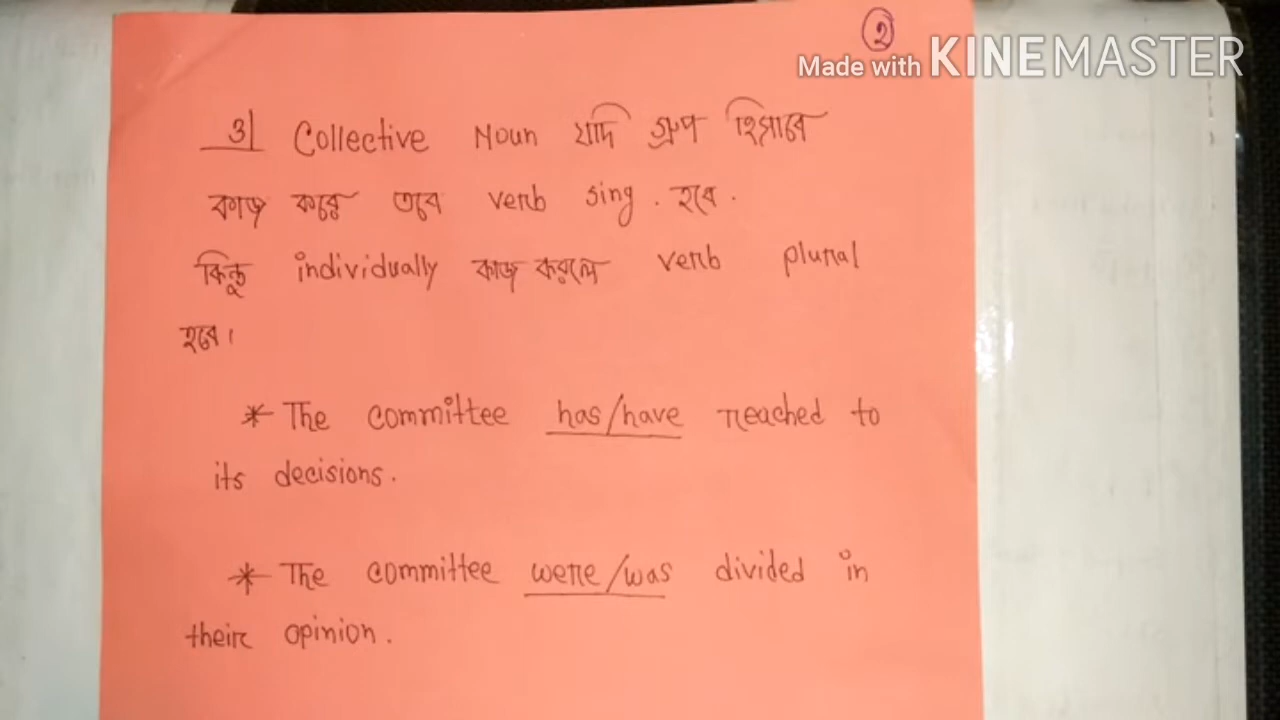 ২
Made with KINEMASTER
৩| Collective Noun যদি গ্রুপ হিসাবে
কাজ করে তবে verb sing. হবে.
কিন্তু individually কাজ করলে verb plural
হবে।
* The committee has/have reached to
its decisions.
* The committee were/was divided in
their opinion.